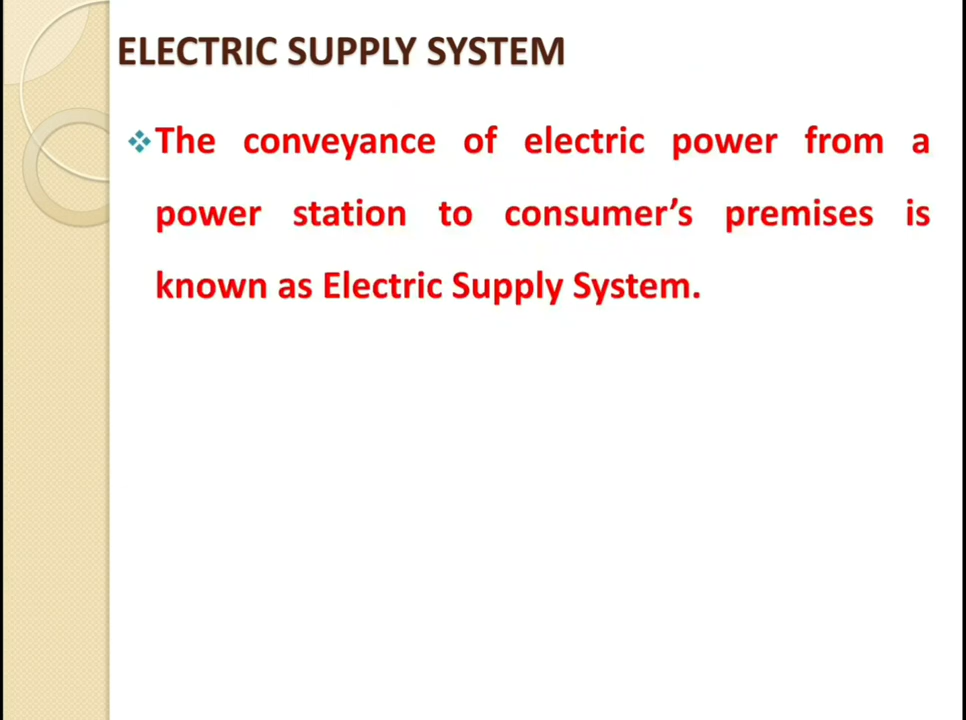 ELECTRIC SUPPLY SYSTEM
❖The conveyance of electric power from a
power station to consumer’s premises is
known as Electric Supply System.